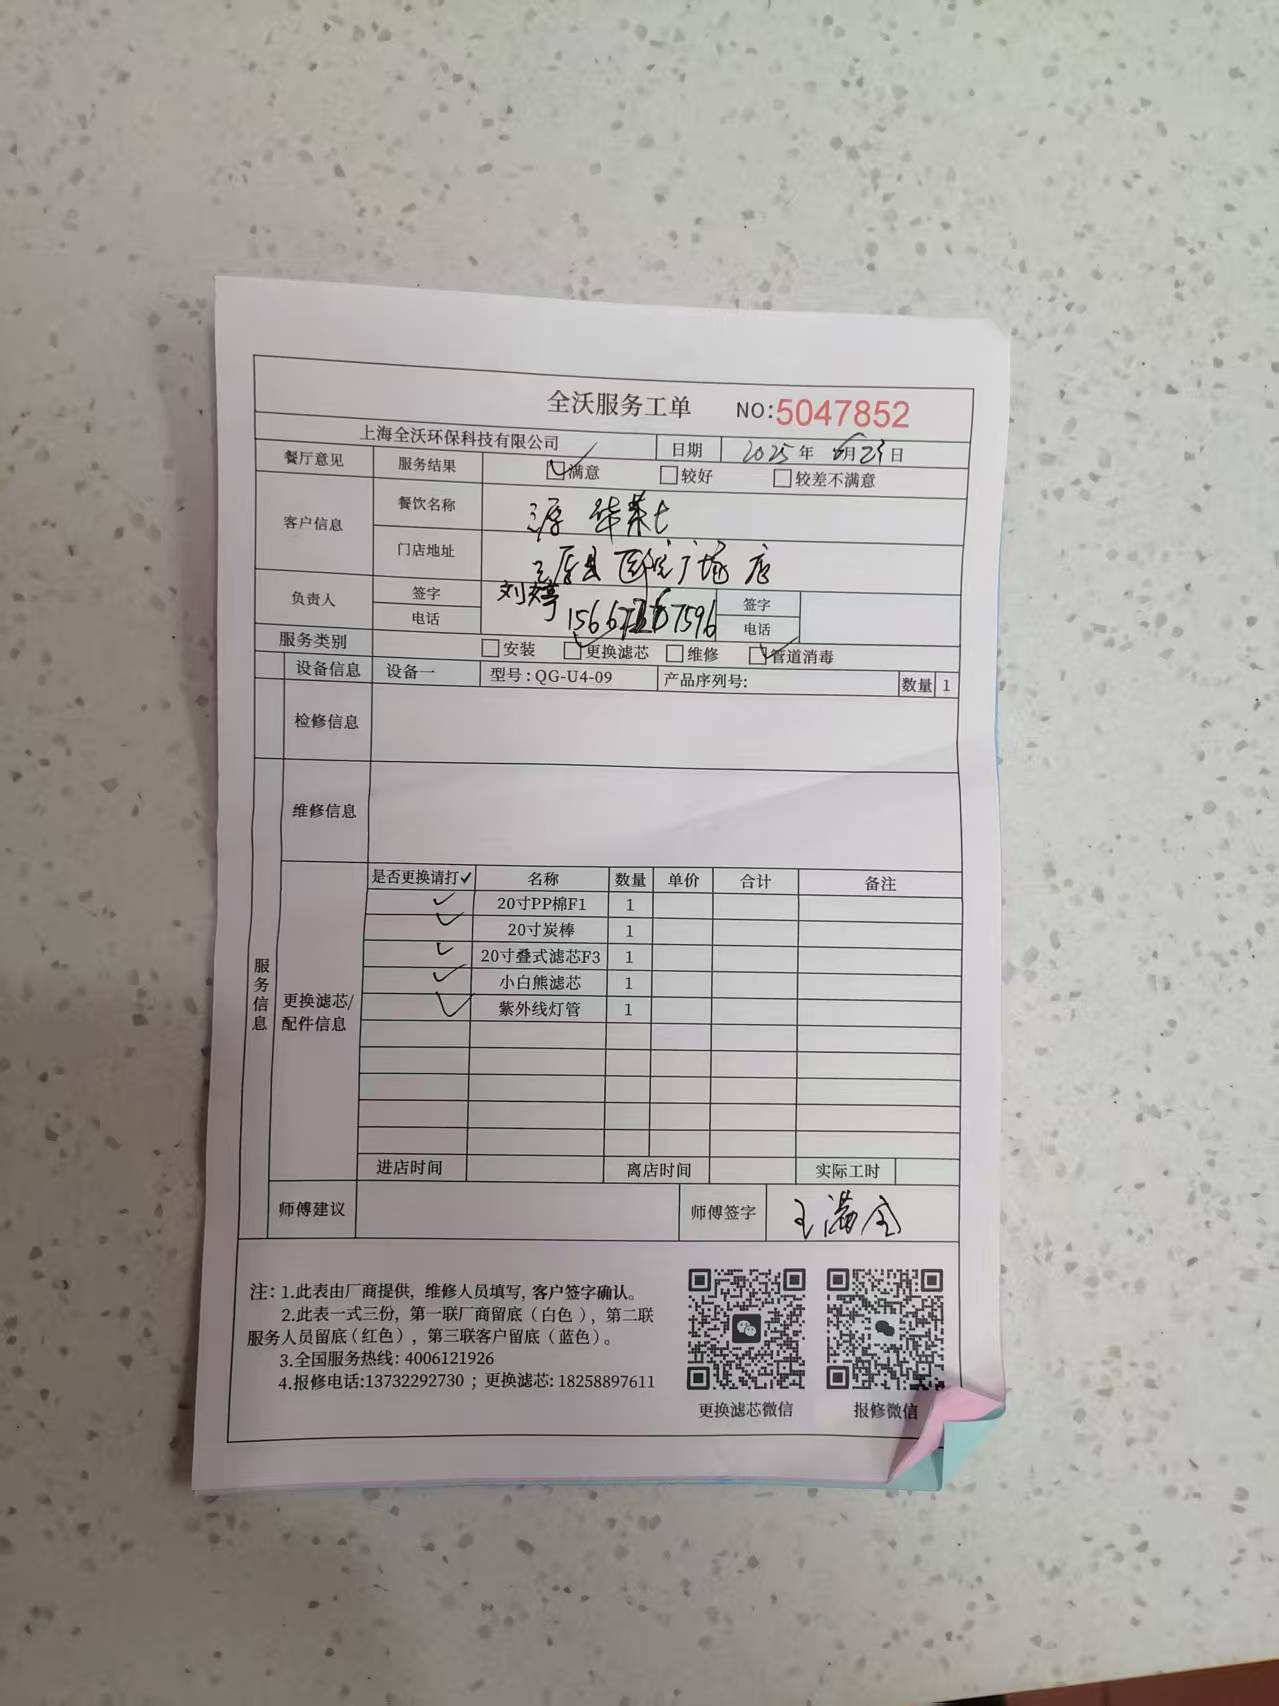 全沃服务工单 NO:5047852
上海全沃环保科技有限公司 日期 2025年6月23日
餐厅意见 服务结果 满意 较好 较差不满意
客户信息 餐饮名称 华莱士
门店地址 医院广场店
负责人 签字 刘婷 签字
电话 电话
服务类别 安装 更换滤芯 维修 管道消毒
设备信息 设备一 型号:QG-U4-09 产品序列号: 数量 1
检修信息
维修信息
服务信息
更换滤芯/配件信息
是否更换请打✓ 名称 数量 单价 合计 备注
✓ 20寸PP棉F1 1
✓ 20寸炭棒 1
✓ 20寸叠式滤芯F3 1
✓ 小白熊滤芯 1
✓ 紫外线灯管 1
进店时间 离店时间 实际工时
师傅建议 师傅签字 王满全
注: 1.此表由厂商提供, 维修人员填写, 客户签字确认。
2.此表一式三份, 第一联厂商留底(白色), 第二联
服务人员留底(红色), 第三联客户留底(蓝色)。
3.全国服务热线: 4006121926
4.报修电话:13732292730 ; 更换滤芯: 18258897611
更换滤芯微信 报修微信